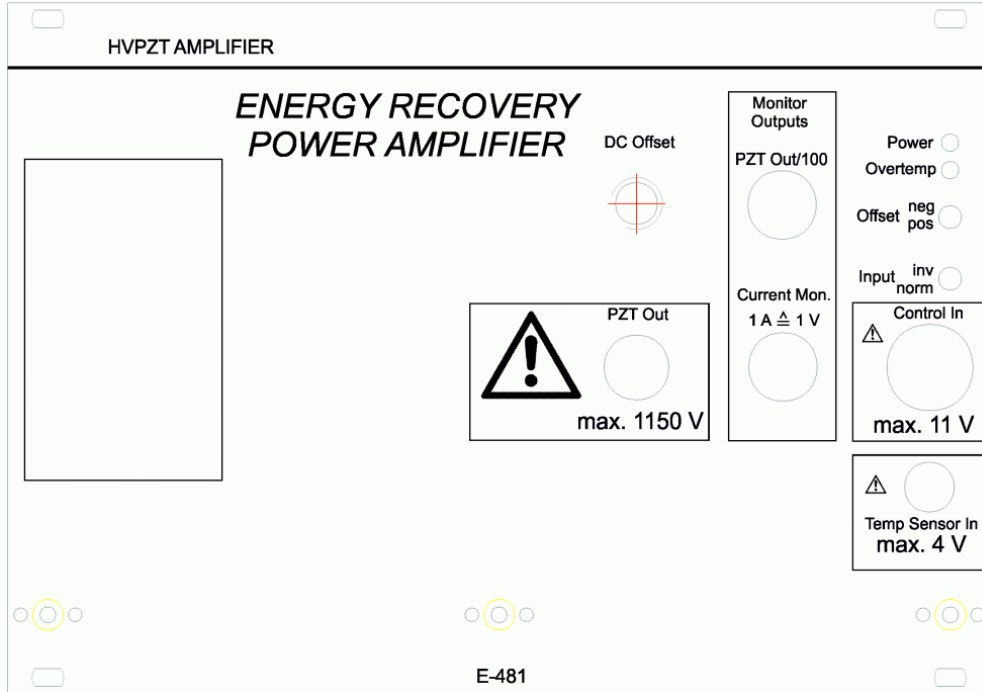 HVPZT AMPLIFIER
ENERGY RECOVERY
POWER AMPLIFIER
DC Offset
Monitor
Outputs
PZT Out/100
Current Mon.
1 A ≙ 1 V
Power
Overtemp
Offset neg
pos
Input inv
norm
PZT Out
max. 1150 V
Control In
max. 11 V
Temp Sensor In
max. 4 V
E-481